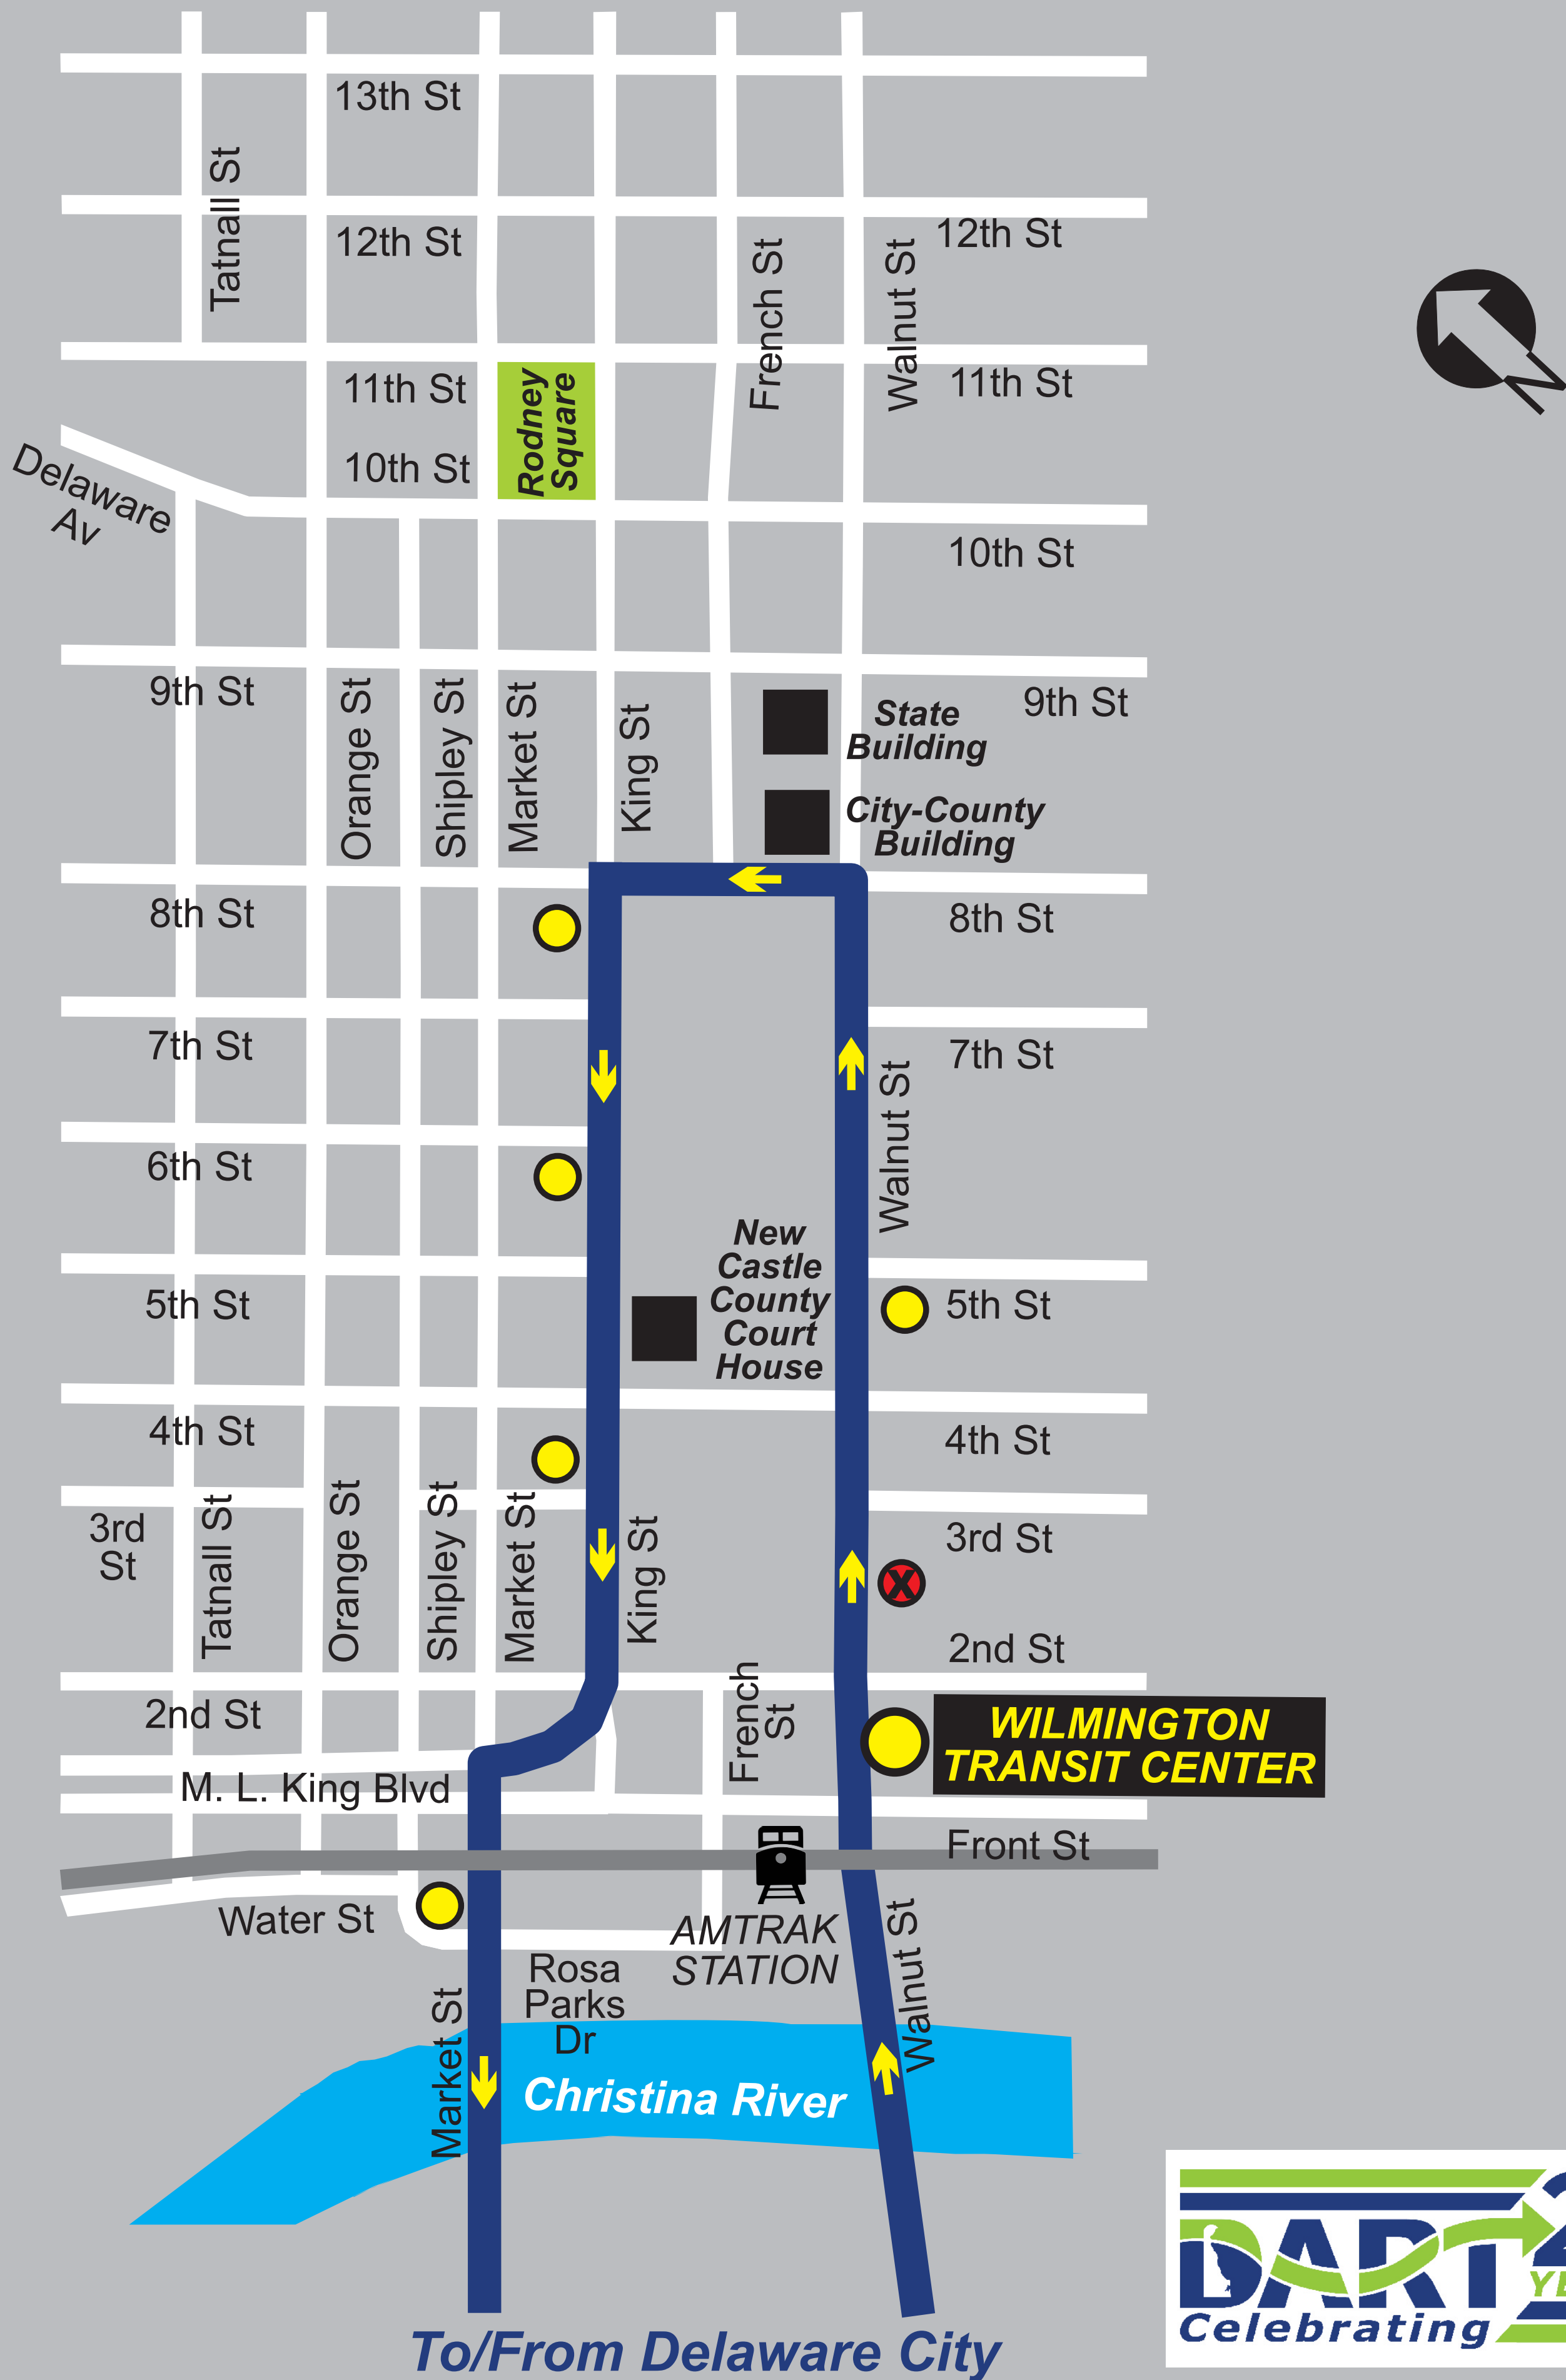 13th St
Tatnall St
12th St
12th St
French St
Walnut St
11th St
11th St
Rodney
Square
10th St
Delaware
Av
10th St
9th St
9th St
Orange St
Shipley St
Market St
King St
State
Building
City-County
Building
8th St
8th St
7th St
7th St
Walnut St
6th St
New
Castle
County
Court
House
5th St
5th St
4th St
4th St
3rd
St
Tatnall St
Orange St
Shipley St
Market St
King St
3rd St
X
2nd St
2nd St
French
St
WILMINGTON
TRANSIT CENTER
M. L. King Blvd
Front St
Water St
AMTRAK
STATION
Walnut St
Rosa
Parks
Dr
Market St
Christina River
N
DART
Celebrating
To/From Delaware City